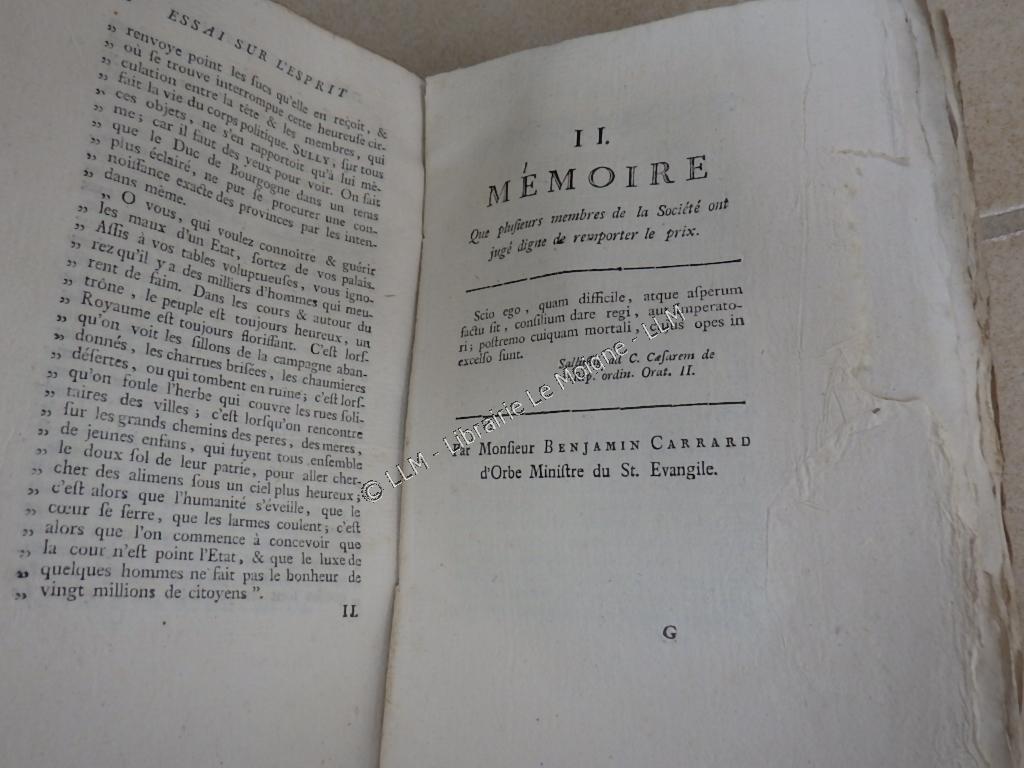 ESSAI SUR L'ESPRIT
„ renvoye point les ſucs qu'elle en reçoit, &
„ où ſe trouve interrompue cette heureuſe cir-
„ culation entre la tête & les membres, qui
„ fait la vie du corps politique. SULLY, ſur tous
„ ces objets, ne s'en rapportoit qu'à lui mê-
„ me; car il faut des yeux pour voir. On ſait
„ que le Duc de Bourgogne dans un tems
„ plus éclairé, ne put ſe procurer une con-
„ noiſſance exacte des provinces par les inten-
„ dans même.
„ O vous, qui voulez connoître & guérir
„ les maux d'un Etat, ſortez de vos palais.
„ Aſſis à vos tables voluptueuſes, vous igno-
„ rez qu'il y a des milliers d'hommes qui meu-
„ rent de faim. Dans les cours & autour du
„ trône, le peuple eſt toujours heureux, un
„ Royaume eſt toujours floriſſant. C'eſt lorſ-
„ qu'on voit les ſillons de la campagne aban-
„ donnés, les charrues briſées, les chaumieres
„ déſertes, ou qui tombent en ruine; c'eſt lorſ-
„ qu'on foule l'herbe qui couvre les rues ſoli-
„ taires des villes; c'eſt lorſqu'on rencontre
„ ſur les grands chemins des peres, des meres,
„ de jeunes enfans, qui fuyent tous enſemble
„ le doux ſol de leur patrie, pour aller cher-
„ cher des alimens ſous un ciel plus heureux;
„ c'eſt alors que l'humanité s'éveille, que le
„ cœur ſe ſerre, que les larmes coulent; c'eſt
„ alors que l'on commence à concevoir que
„ la cour n'eſt point l'Etat, & que le luxe de
„ quelques hommes ne fait pas le bonheur de
„ vingt millions de citoyens ”.
II.
II.
MÉMOIRE
Que pluſieurs membres de la Société ont
jugé digne de remporter le prix.
Scio ego, quam difficile, atque aſperum
factu ſit, conſilium dare regi, aut imperato-
ri; poſtremo cuiquam mortali, cujus opes in
excelſo ſunt.
ad C. Cæſarem de
ordin. Orat. II.
Par Monſieur BENJAMIN CARRARD
d'Orbe Miniſtre du St. Evangile.
G
© LLM - Librairie Le Moigne - LLM